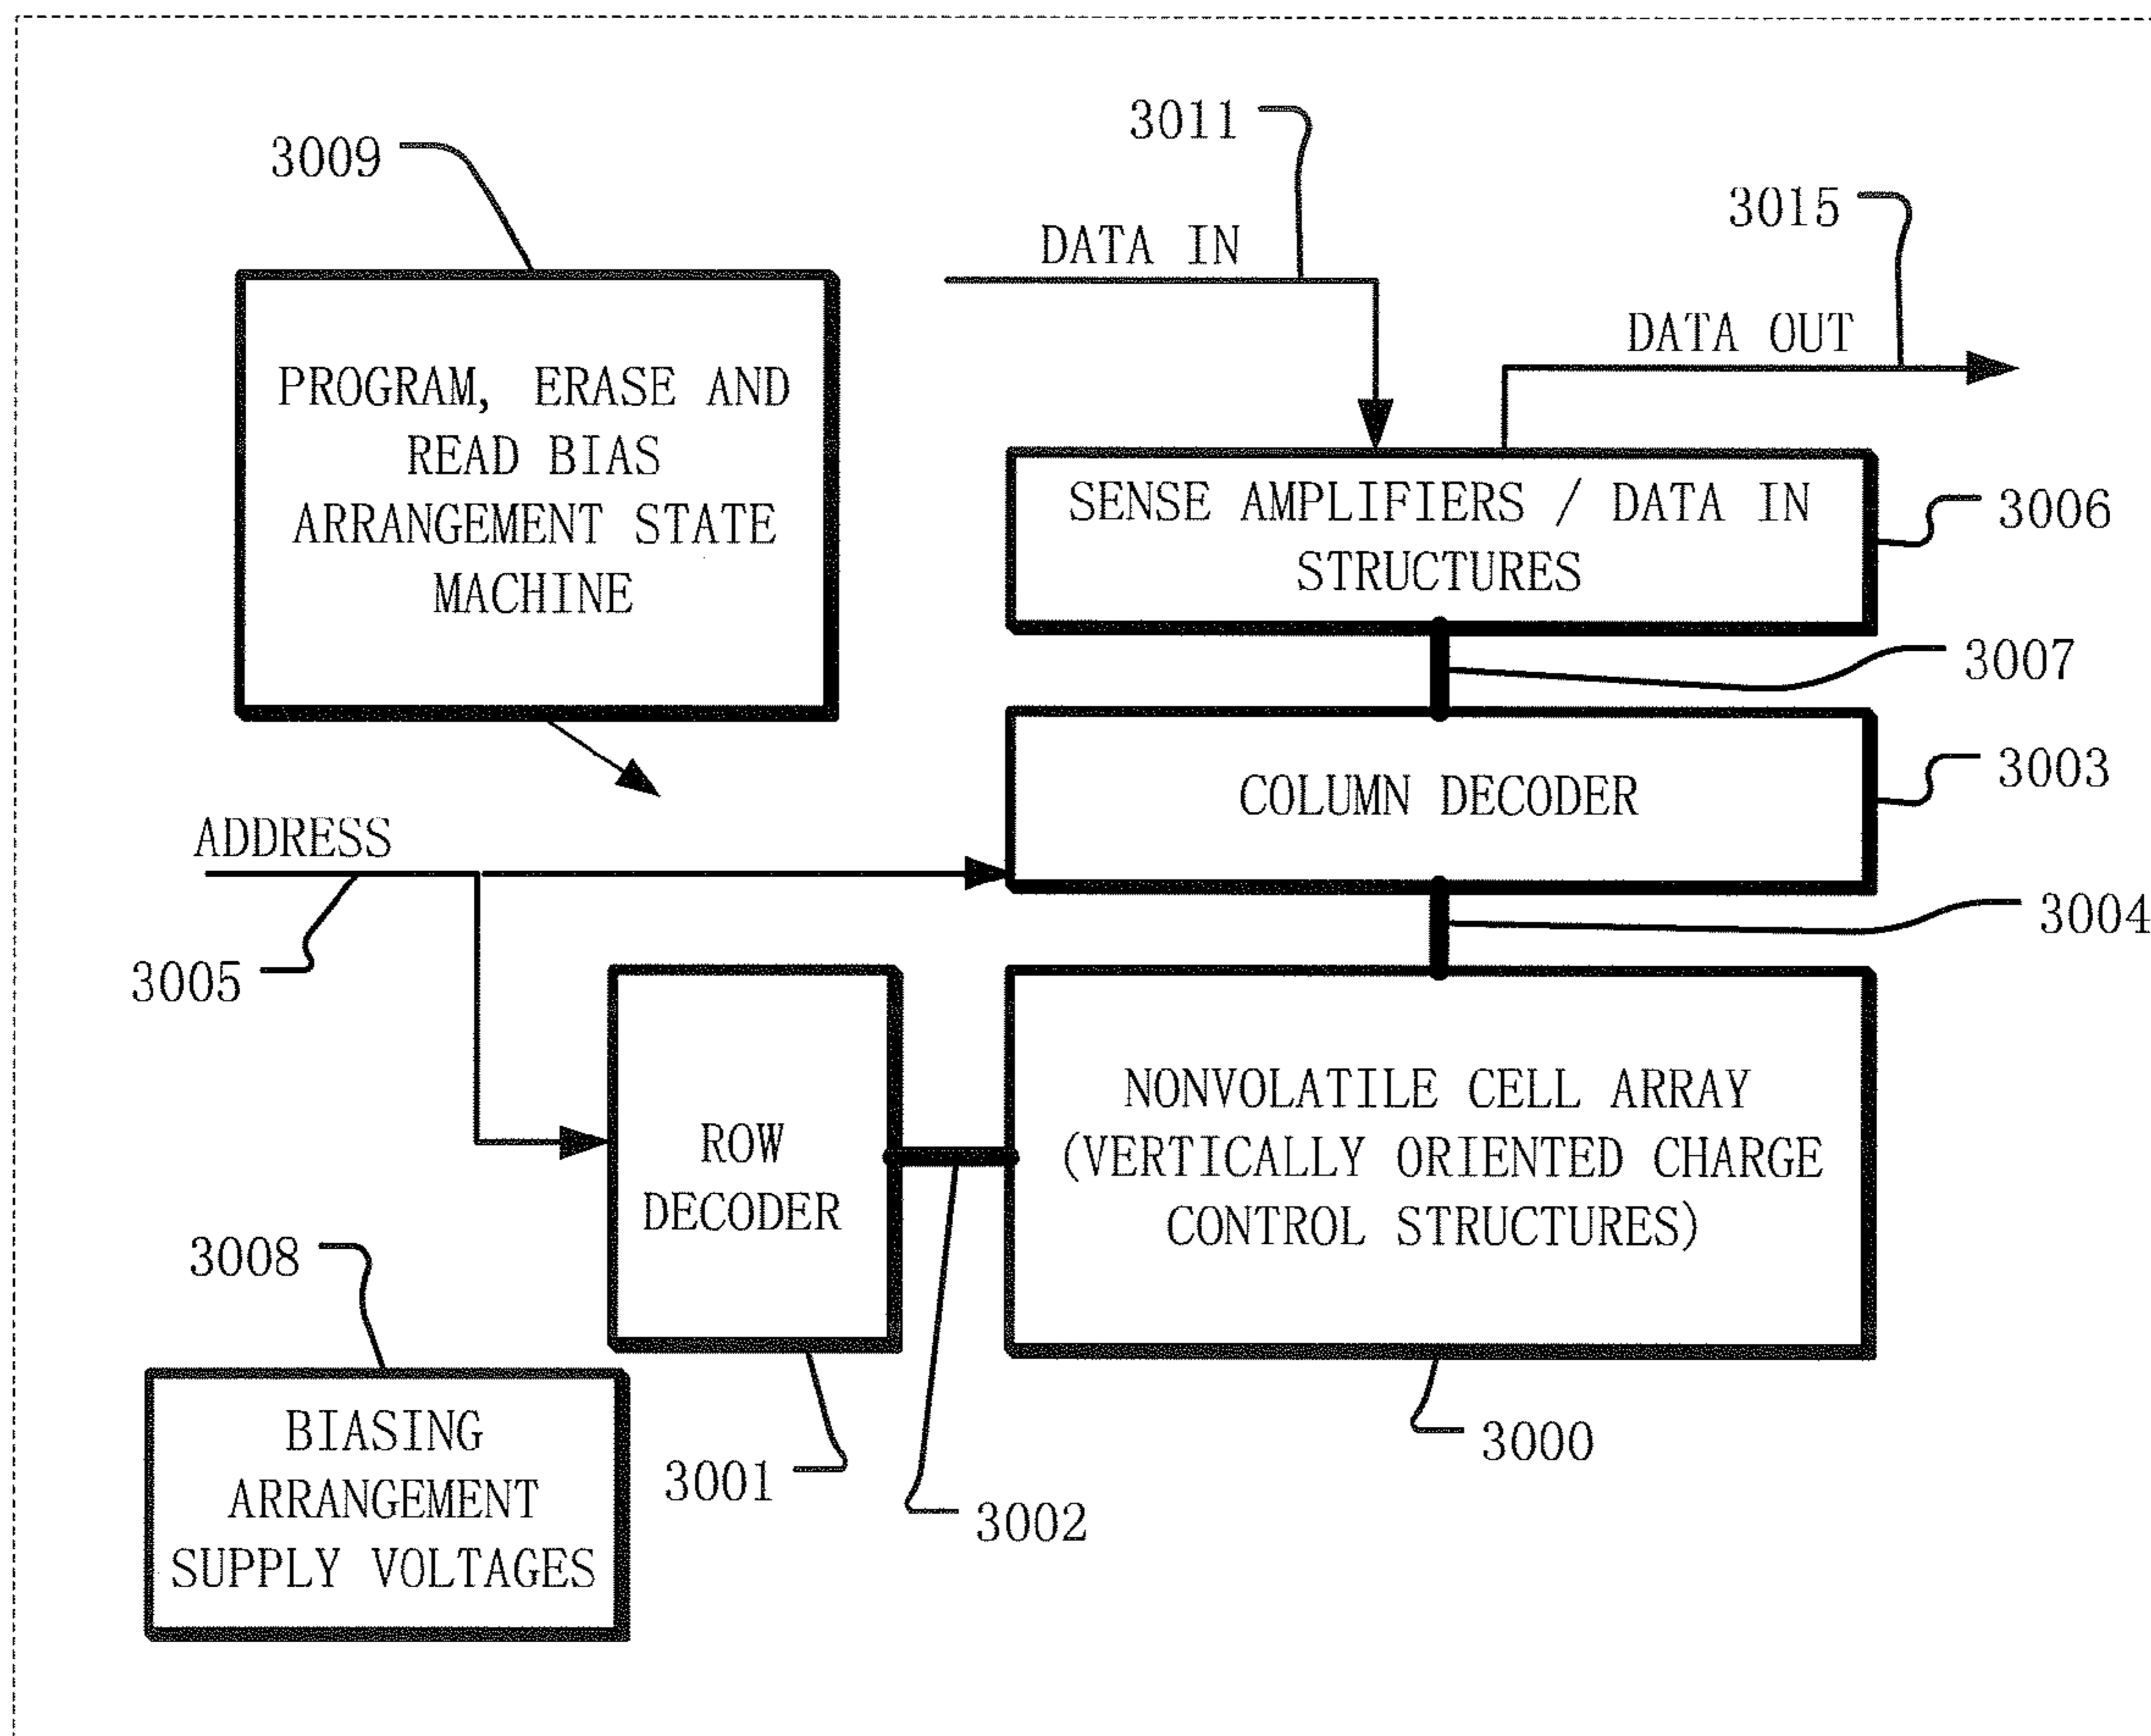 3011
3009
3015
DATA IN
DATA OUT
PROGRAM, ERASE AND
READ BIAS
ARRANGEMENT STATE
MACHINE
SENSE AMPLIFIERS / DATA IN
STRUCTURES
3006
3007
COLUMN DECODER
3003
ADDRESS
3004
3005
NONVOLATILE CELL ARRAY
(VERTICALLY ORIENTED CHARGE
CONTROL STRUCTURES)
ROW
DECODER
3008
BIASING
ARRANGEMENT
SUPPLY VOLTAGES
3001
3002
3000